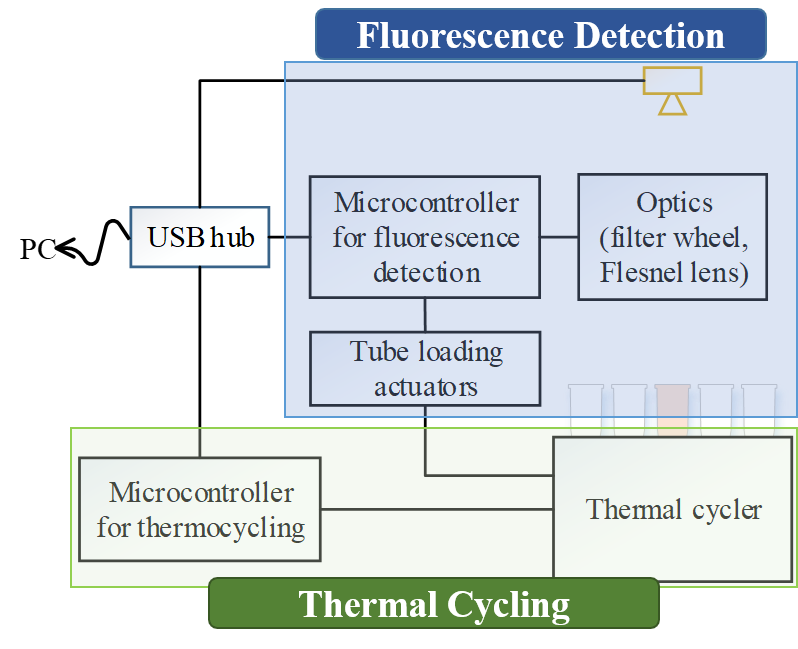 Fluorescence Detection
Microcontroller
for fluorescence
detection
Optics
(filter wheel,
Flesnel lens)
PC
USB hub
Tube loading
actuators
Microcontroller
for thermocycling
Thermal cycler
Thermal Cycling